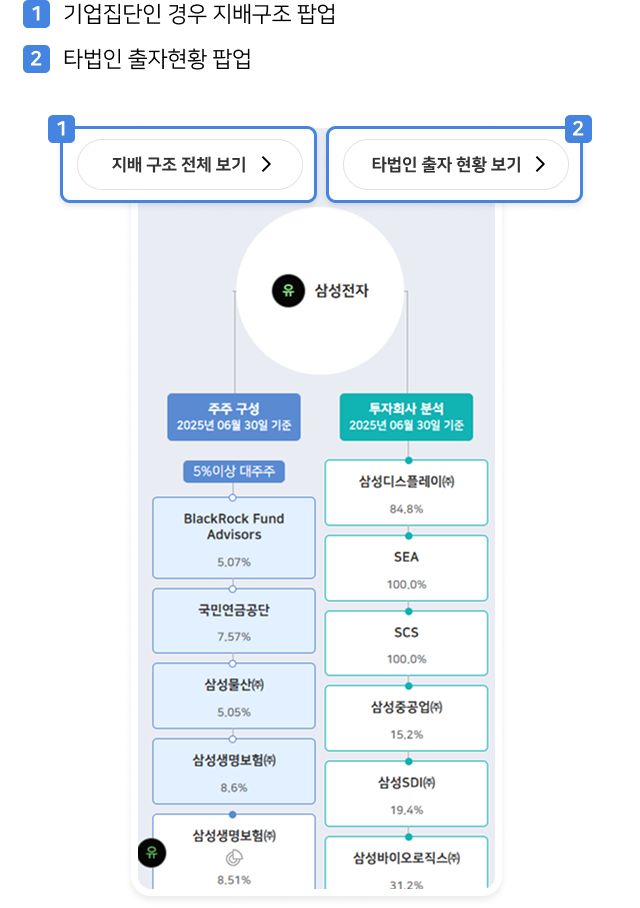 1 기업집단인 경우 지배구조 팝업
2 타법인 출자현황 팝업
1
2
지배 구조 전체 보기
타법인 출자 현황 보기
유 삼성전자
주주 구성
2025년 06월 30일 기준
5%이상 대주주
BlackRock Fund
Advisors
5.07%
국민연금공단
7.57%
삼성물산㈜
5.05%
삼성생명보험㈜
8.6%
삼성생명보험㈜
유
8.51%
투자회사 분석
2025년 06월 30일 기준
삼성디스플레이㈜
84.8%
SEA
100.0%
SCS
100.0%
삼성중공업㈜
15.2%
삼성SDI㈜
19.4%
삼성바이오로직스㈜
31.2%